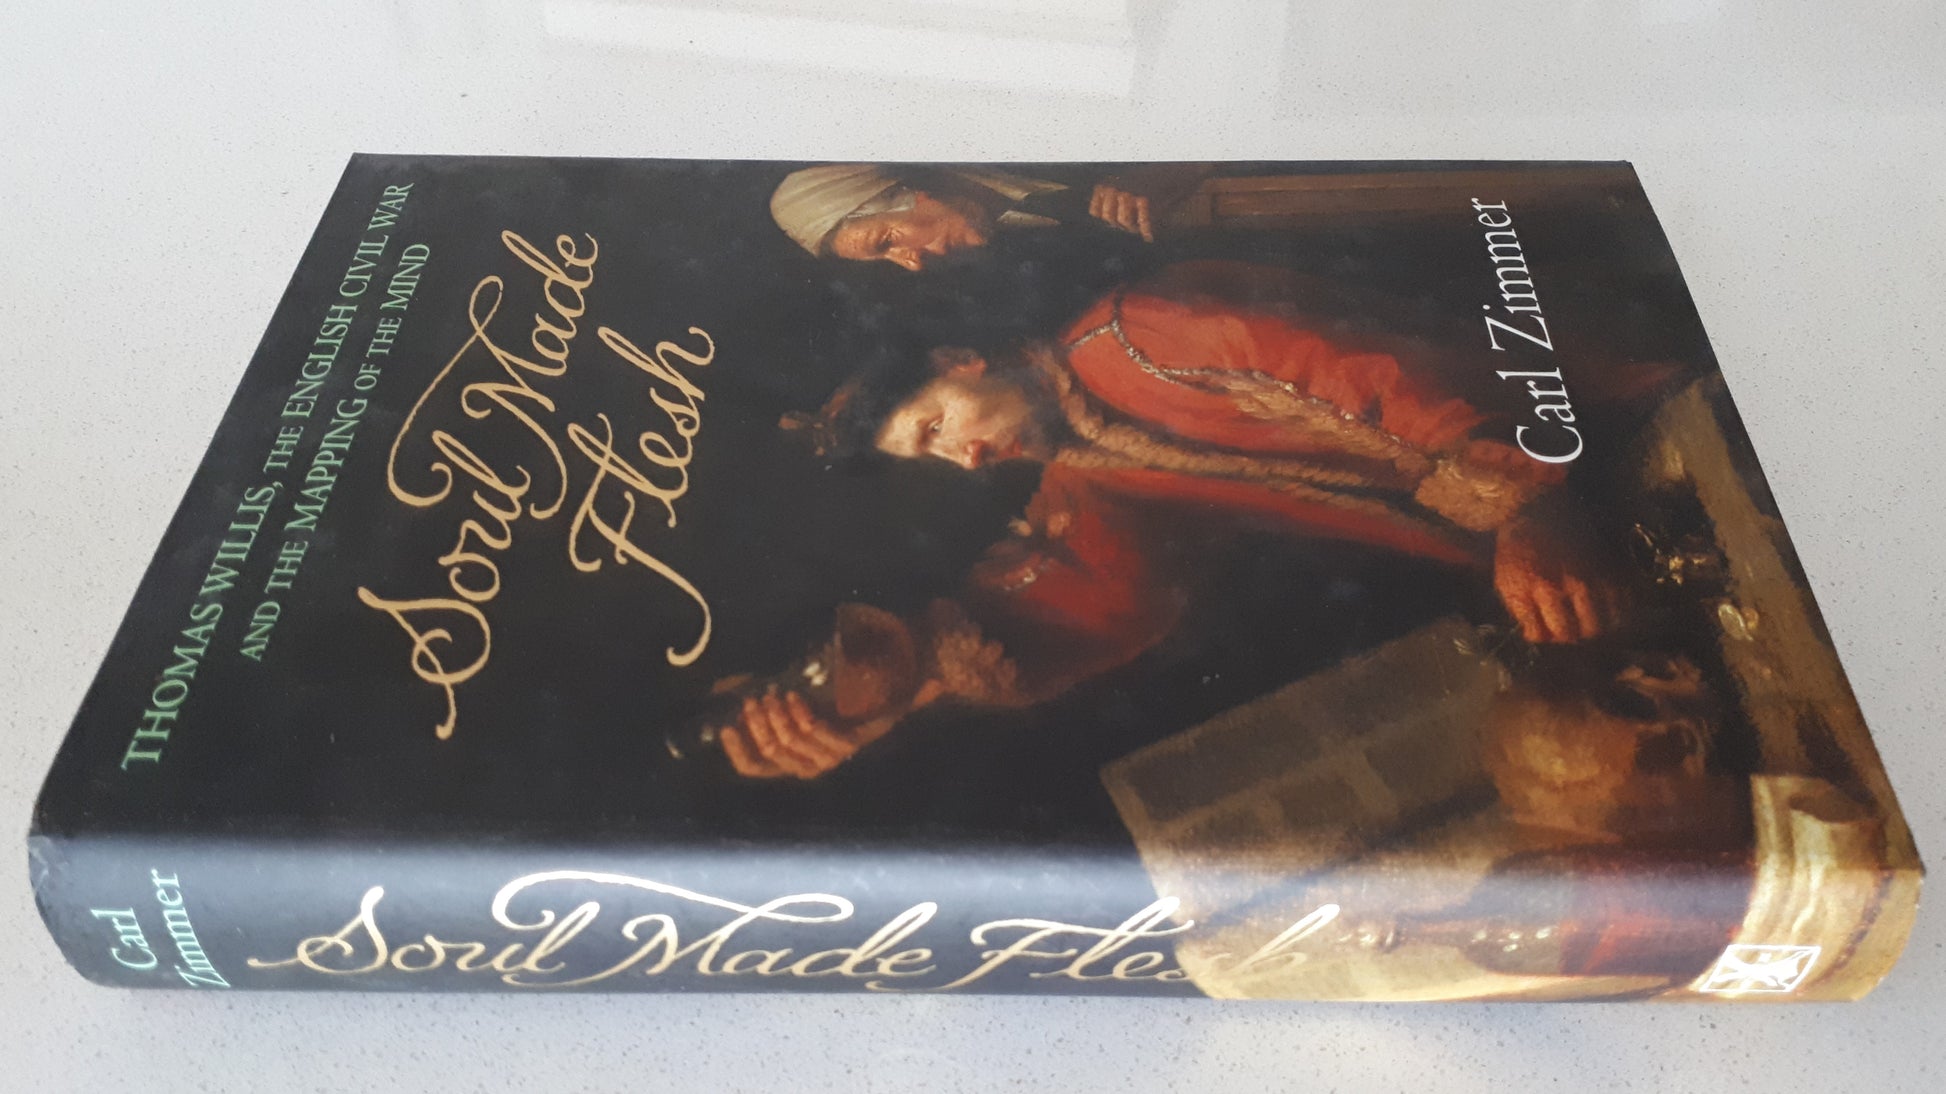 THOMAS WILLIS, THE ENGLISH CIVIL WAR
AND THE MAPPING OF THE MIND
Soul Made
Flesh
Carl Zimmer
Carl
Zimmer
Soul Made Flesh